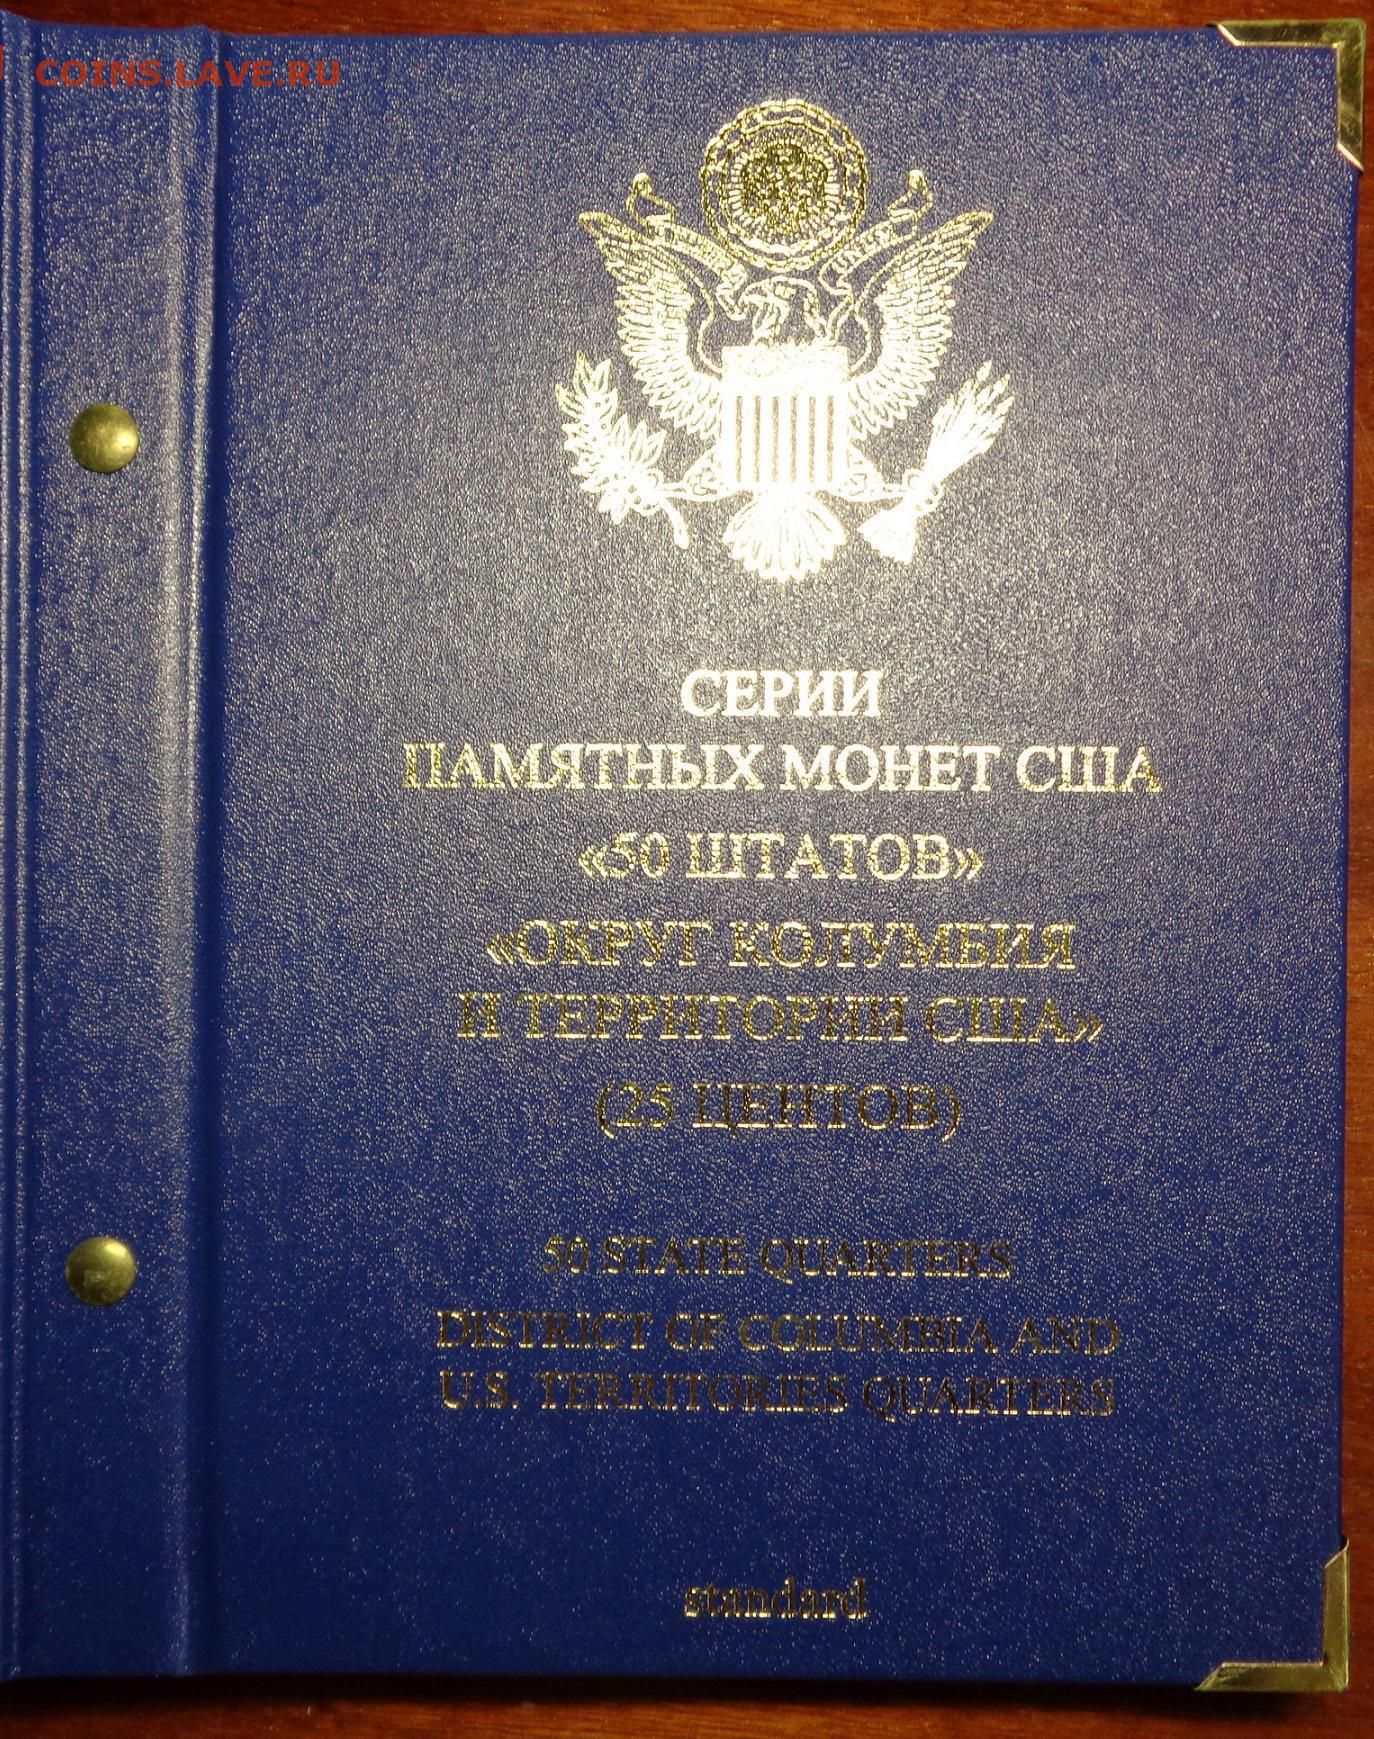 COINS.LAVE.RU
СЕРИИ
ПАМЯТНЫХ МОНЕТ США
«50 ШТАТОВ»
«ОКРУГ КОЛУМБИЯ
И ТЕРРИТОРИИ США»
(25 ЦЕНТОВ)
50 STATE QUARTERS
DISTRICT OF COLUMBIA AND
U.S. TERRITORIES QUARTERS
standard